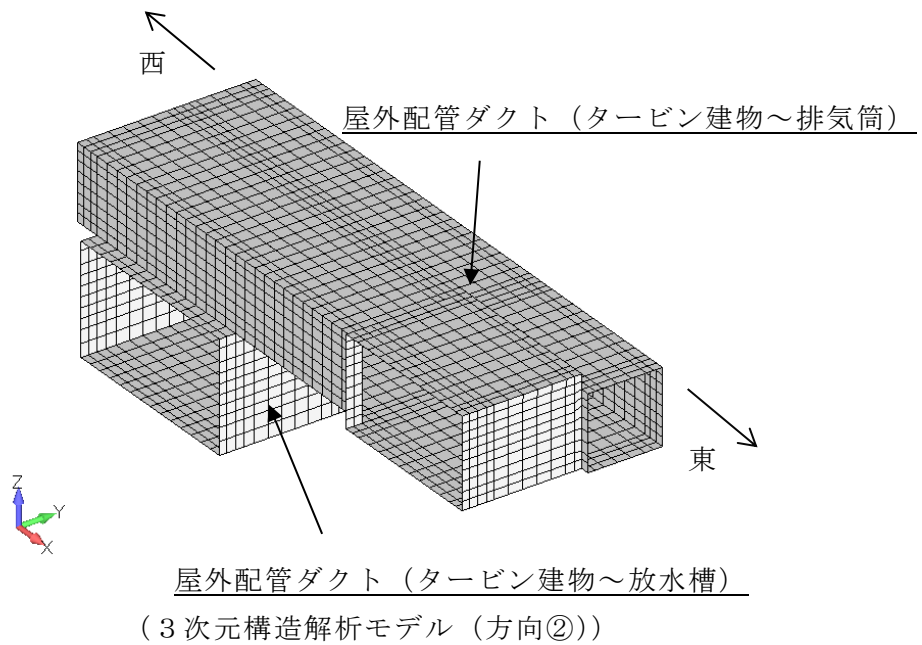 西
屋外配管ダクト（タービン建物～排気筒）
東
Z
Y
X
屋外配管ダクト（タービン建物～放水槽）
（３次元構造解析モデル（方向②））